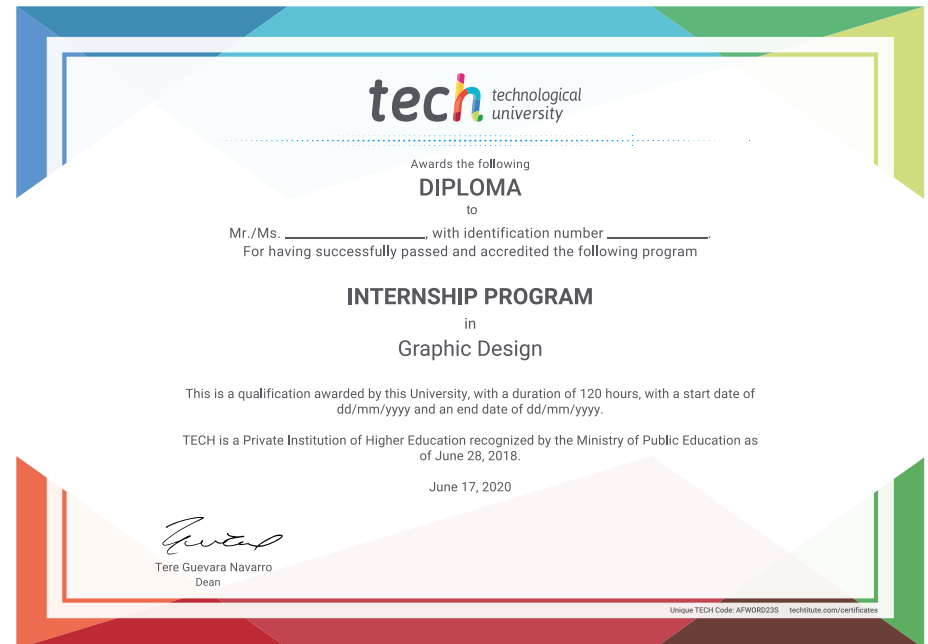 tech technological
university
Awards the following
DIPLOMA
to
Mr./Ms. ____________________, with identification number ______________.
For having successfully passed and accredited the following program
INTERNSHIP PROGRAM
in
Graphic Design
This is a qualification awarded by this University, with a duration of 120 hours, with a start date of
dd/mm/yyyy and an end date of dd/mm/yyyy.
TECH is a Private Institution of Higher Education recognized by the Ministry of Public Education as
of June 28, 2018.
June 17, 2020
Tere Guevara Navarro
Dean
Unique TECH Code: AFWORD23S techtitute.com/certificates